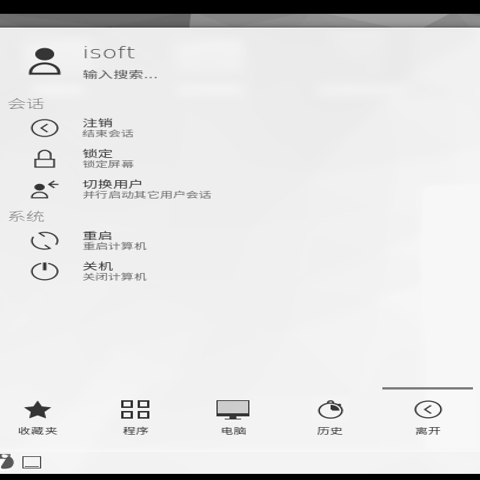 isoft
输入搜索...
会话
注销
结束会话
锁定
锁定屏幕
切换用户
并行启动其它用户会话
系统
重启
重启计算机
关机
关闭计算机
收藏夹
程序
电脑
历史
离开